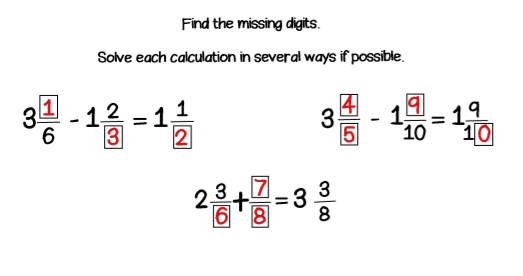 Find the missing digits.
Solve each calculation in several ways if possible.
3 1/6 - 1 2/3 = 1 1/2
3 4/5 - 1 9/10 = 1 9/10
2 3/6 + 7/8 = 3 3/8